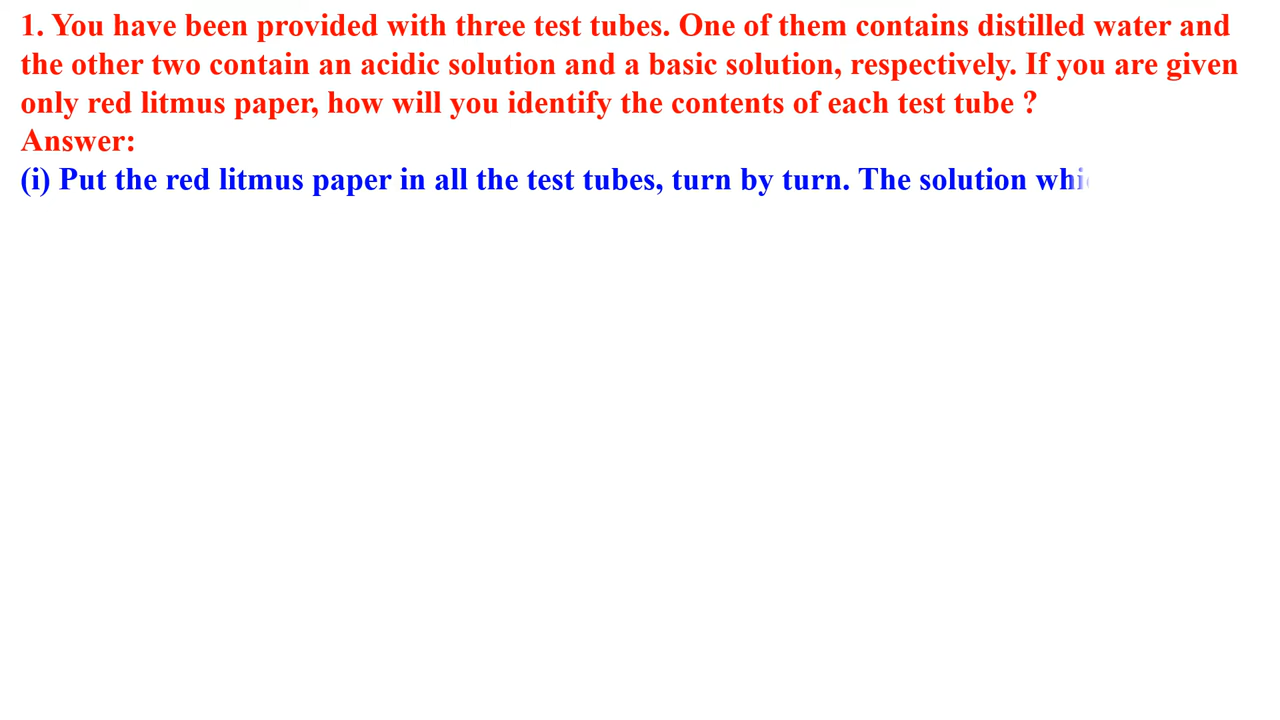 1. You have been provided with three test tubes. One of them contains distilled water and
the other two contain an acidic solution and a basic solution, respectively. If you are given
only red litmus paper, how will you identify the contents of each test tube ?
Answer:
(i) Put the red litmus paper in all the test tubes, turn by turn. The solution